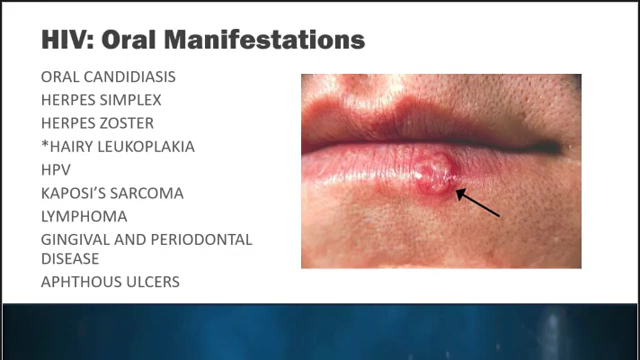 HIV: Oral Manifestations
ORAL CANDIDIASIS
HERPES SIMPLEX
HERPES ZOSTER
*HAIRY LEUKOPLAKIA
HPV
KAPOSI’S SARCOMA
LYMPHOMA
GINGIVAL AND PERIODONTAL
DISEASE
APHTHOUS ULCERS